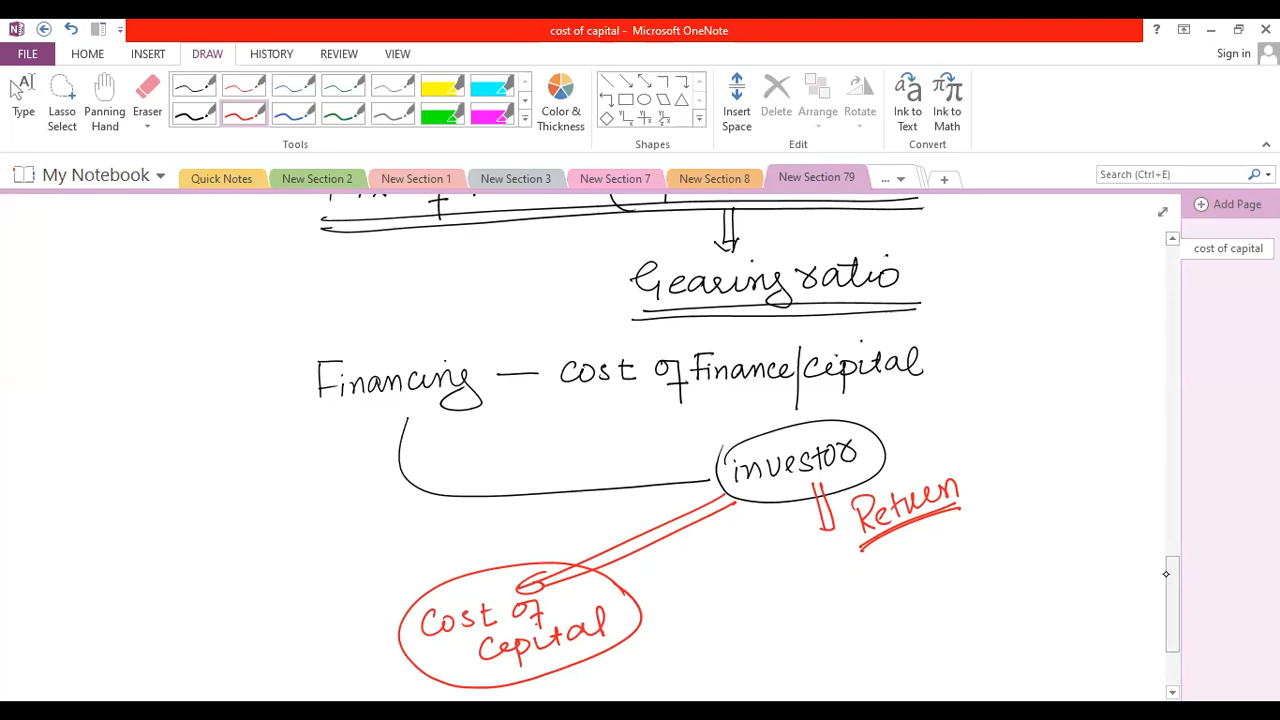 cost of capital - Microsoft OneNote
?
FILE HOME INSERT DRAW HISTORY REVIEW VIEW
Sign in
Type
Lasso Select
Panning Hand
Eraser
Color & Thickness
Insert Space
Delete
Arrange
Rotate
Ink to Text
Ink to Math
Tools
Shapes
Edit
Convert
My Notebook
Quick Notes New Section 2 New Section 1 New Section 3 New Section 7 New Section 8 New Section 79 ...
Search (Ctrl+E)
Add Page
cost of capital
Gearing ratio
Financing — cost of Finance/cepital
investor
Return
cost of
cepital